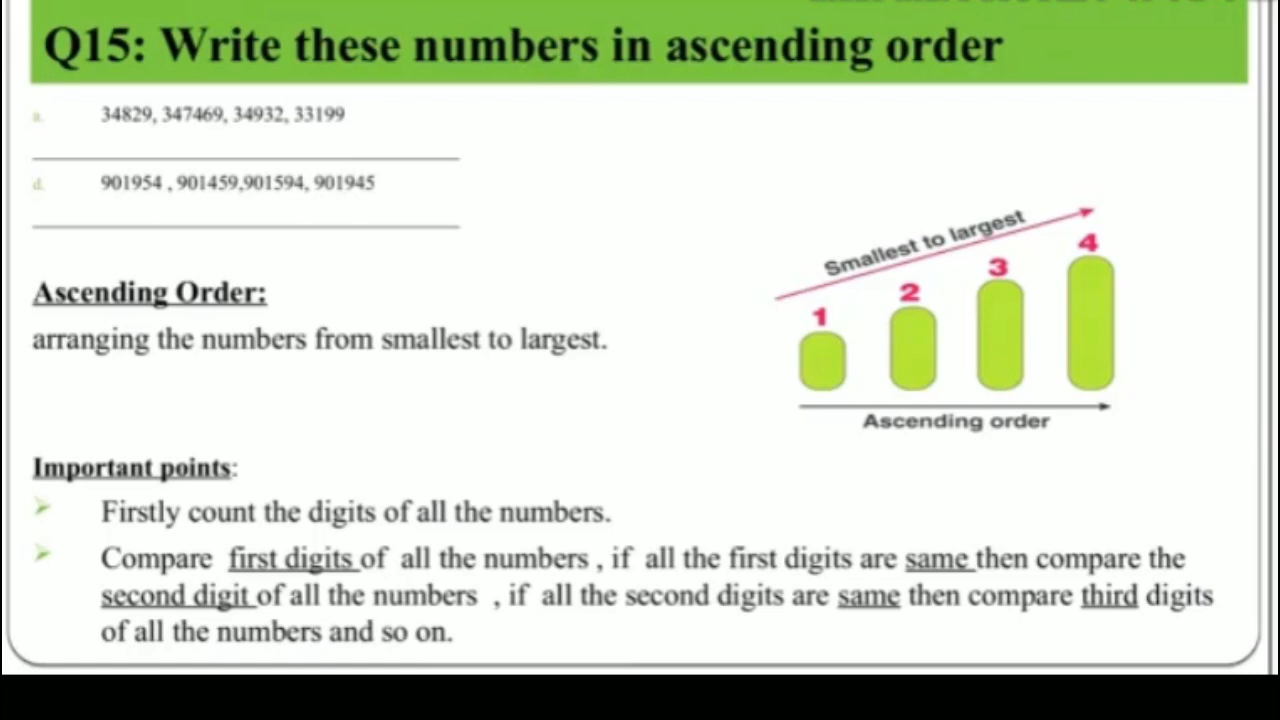 Q15: Write these numbers in ascending order
a. 34829, 347469, 34932, 33199
d. 901954 , 901459,901594, 901945
Smallest to largest
1 2 3 4
Ascending order
Ascending Order:
arranging the numbers from smallest to largest.
Important points:
Firstly count the digits of all the numbers.
Compare first digits of all the numbers , if all the first digits are same then compare the
second digit of all the numbers , if all the second digits are same then compare third digits
of all the numbers and so on.